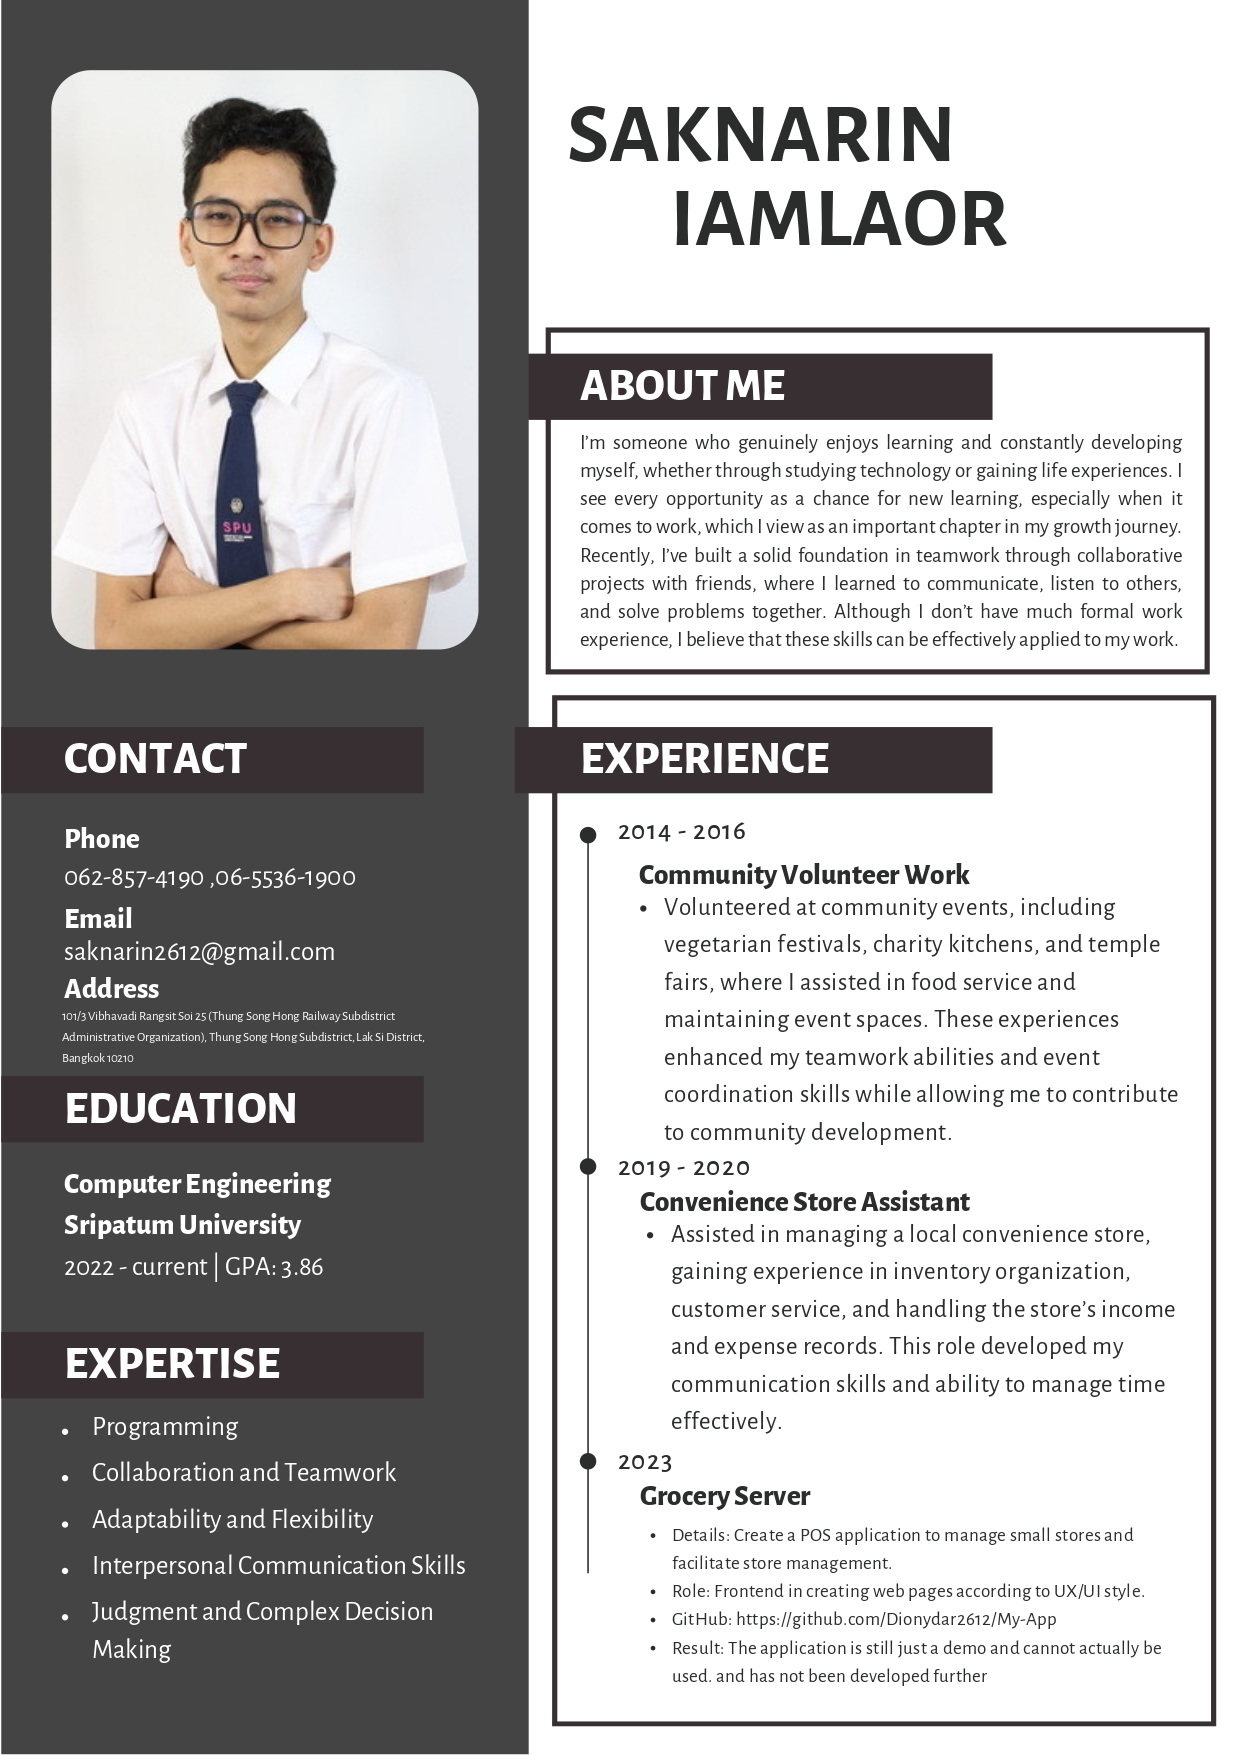 SAKNARIN
IAMLAOR
ABOUT ME
I'm someone who genuinely enjoys learning and constantly developing
myself, whether through studying technology or gaining life experiences. I
see every opportunity as a chance for new learning, especially when it
comes to work, which I view as an important chapter in my growth journey.
Recently, I've built a solid foundation in teamwork through collaborative
projects with friends, where I learned to communicate, listen to others,
and solve problems together. Although I don't have much formal work
experience, I believe that these skills can be effectively applied to my work.
SPU
CONTACT
Phone
062-857-4190 ,06-5536-1900
Email
saknarin2612@gmail.com
Address
101/3 Vibhavadi Rangsit Soi 25 (Thung Song Hong Railway Subdistrict
Administrative Organization), Thung Song Hong Subdistrict, Lak Si District,
Bangkok 10210
EDUCATION
Computer Engineering
Sripatum University
2022 - current | GPA: 3.86
EXPERTISE
• Programming
• Collaboration and Teamwork
• Adaptability and Flexibility
• Interpersonal Communication Skills
• Judgment and Complex Decision
Making
EXPERIENCE
2014 - 2016
Community Volunteer Work
• Volunteered at community events, including
vegetarian festivals, charity kitchens, and temple
fairs, where I assisted in food service and
maintaining event spaces. These experiences
enhanced my teamwork abilities and event
coordination skills while allowing me to contribute
to community development.
2019 - 2020
Convenience Store Assistant
• Assisted in managing a local convenience store,
gaining experience in inventory organization,
customer service, and handling the store's income
and expense records. This role developed my
communication skills and ability to manage time
effectively.
2023
Grocery Server
• Details: Create a POS application to manage small stores and
facilitate store management.
• Role: Frontend in creating web pages according to UX/UI style.
• GitHub: https://github.com/Dionydar2612/My-App
• Result: The application is still just a demo and cannot actually be
used. and has not been developed further